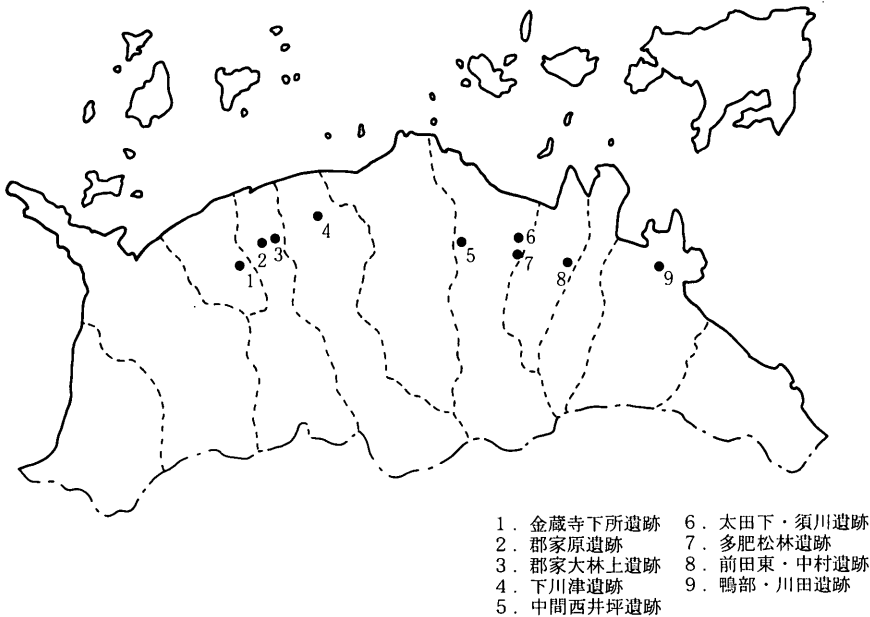 1
2
3
4
5
6
7
8
9
1．金蔵寺下所遺跡
2．郡家原遺跡
3．郡家大林上遺跡
4．下川津遺跡
5．中間西井坪遺跡
6．太田下・須川遺跡
7．多肥松林遺跡
8．前田東・中村遺跡
9．鴨部・川田遺跡